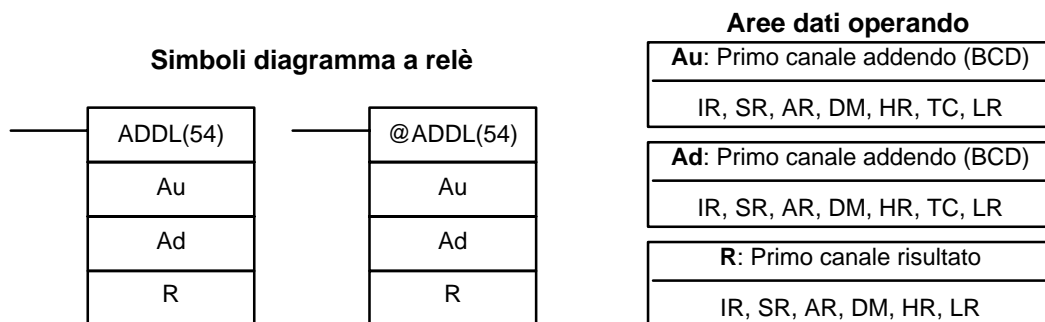 Simboli diagramma a relè
ADDL(54)
Au
Ad
R
@ADDL(54)
Au
Ad
R
Aree dati operando
Au: Primo canale addendo (BCD)
IR, SR, AR, DM, HR, TC, LR
Ad: Primo canale addendo (BCD)
IR, SR, AR, DM, HR, TC, LR
R: Primo canale risultato
IR, SR, AR, DM, HR, LR